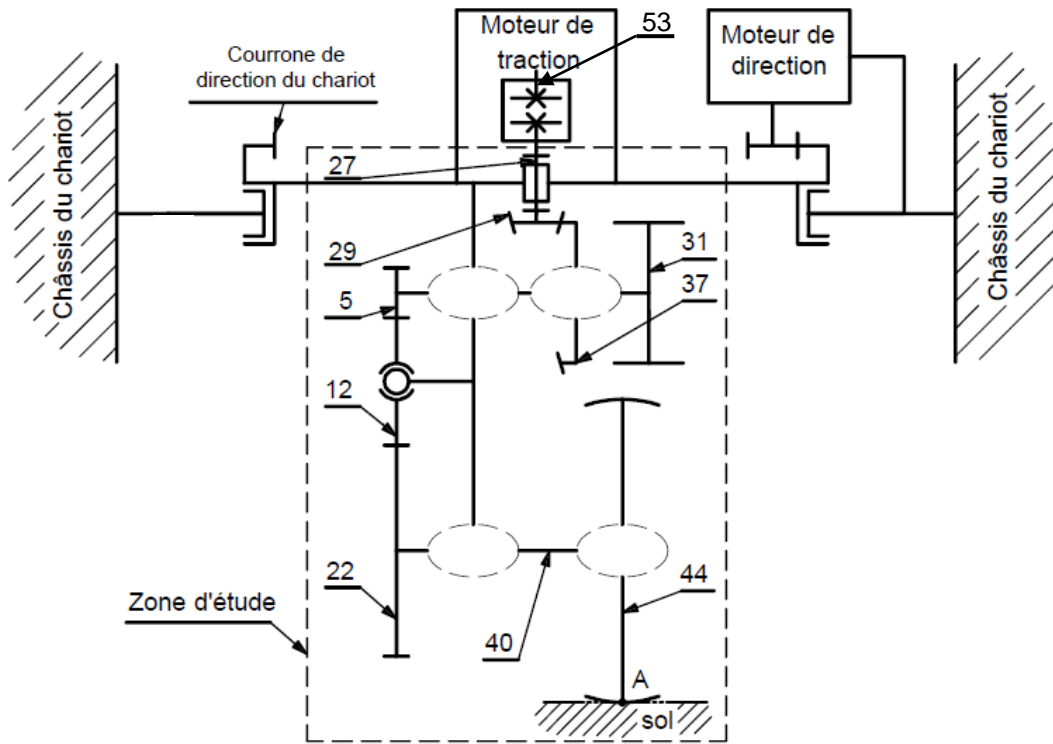 Moteur de
traction
53
Moteur de
direction
Courrone de
direction du chariot
Châssis du chariot
Châssis du chariot
27
29
31
5
37
12
22
44
Zone d'étude
40
A
sol